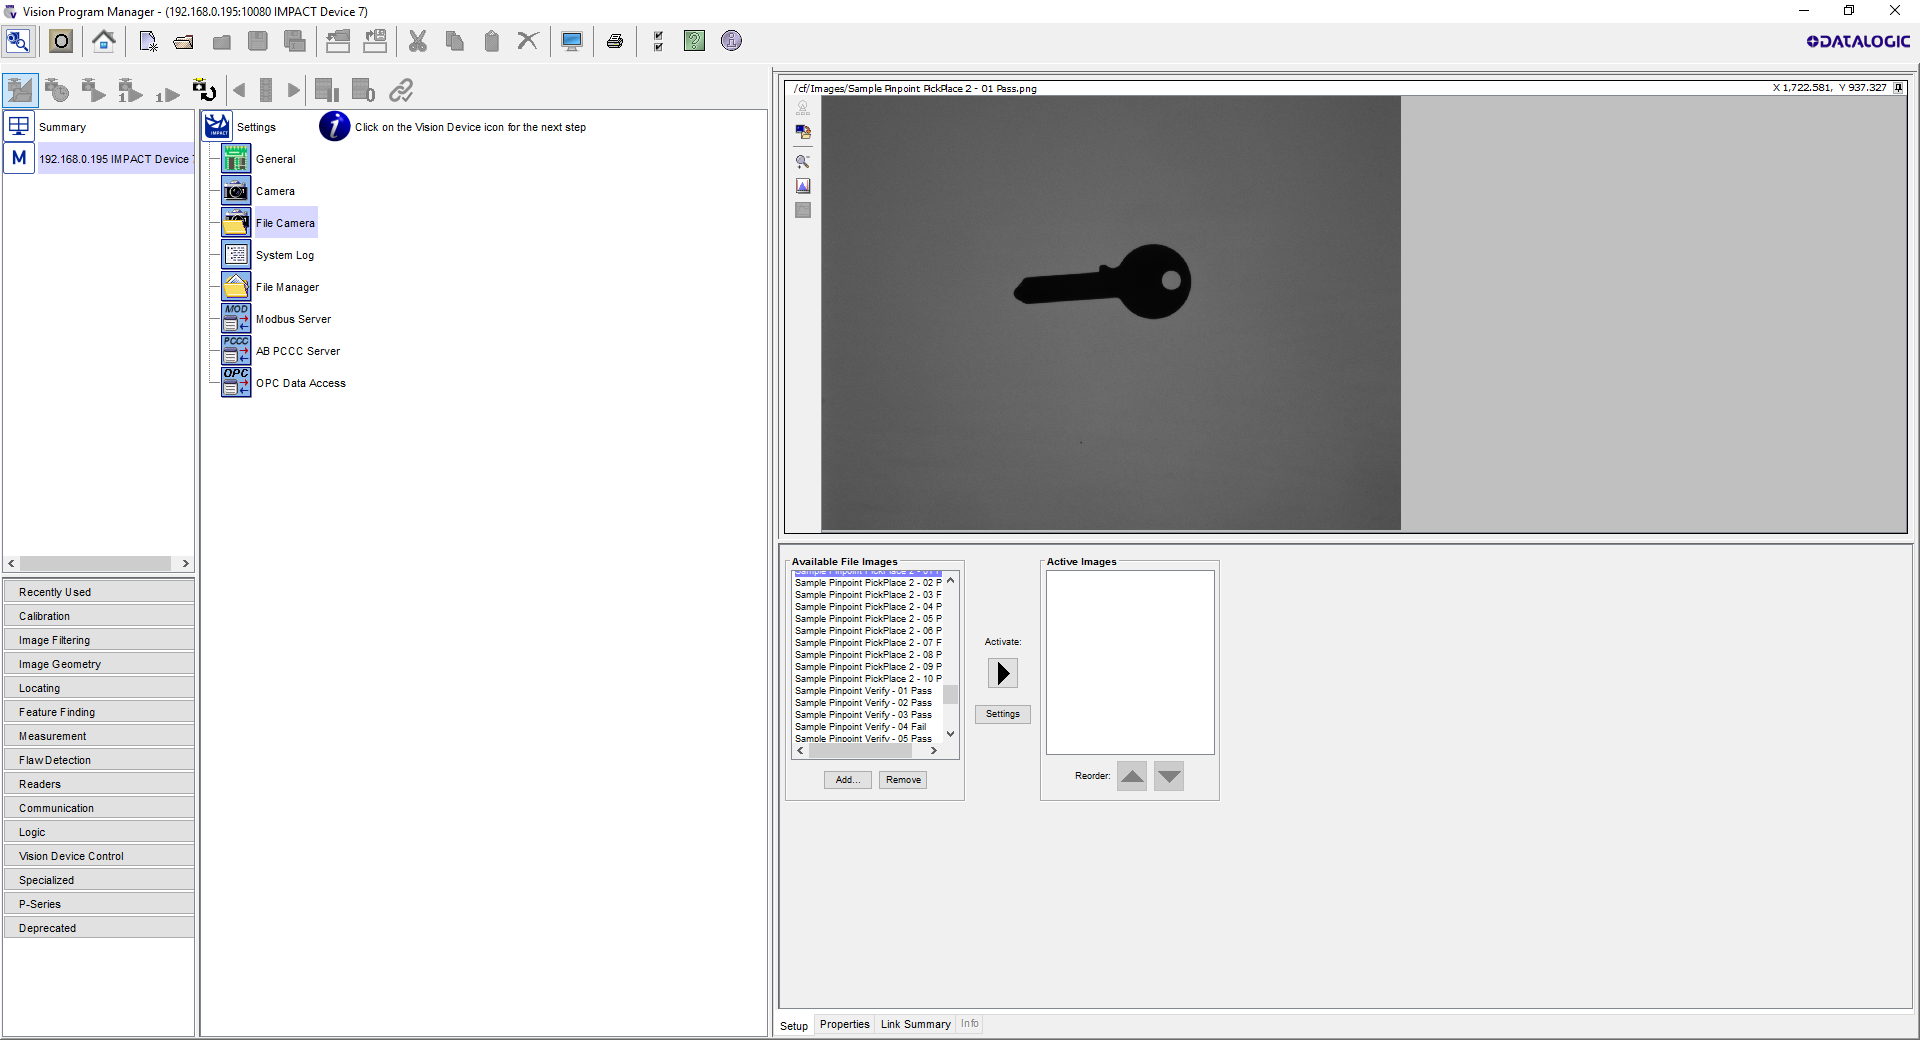 Vision Program Manager - (192.168.0.195:10080 IMPACT Device 7)
DATALOGIC
Summary
192.168.0.195 IMPACT Device 7
Settings
Click on the Vision Device icon for the next step
General
Camera
File Camera
System Log
File Manager
Modbus Server
AB PCCC Server
OPC Data Access
MOD
PCCC
OPC
IMPACT
Recently Used
Calibration
Image Filtering
Image Geometry
Locating
Feature Finding
Measurement
Flaw Detection
Readers
Communication
Logic
Vision Device Control
Specialized
P-Series
Deprecated
/cf/Images/Sample Pinpoint PickPlace 2 - 01 Pass.png
X 1,722.581, Y 937.327
Available File Images
Sample Pinpoint PickPlace 2 - 02 P
Sample Pinpoint PickPlace 2 - 03 F
Sample Pinpoint PickPlace 2 - 04 P
Sample Pinpoint PickPlace 2 - 05 P
Sample Pinpoint PickPlace 2 - 06 P
Sample Pinpoint PickPlace 2 - 07 F
Sample Pinpoint PickPlace 2 - 08 P
Sample Pinpoint PickPlace 2 - 09 P
Sample Pinpoint PickPlace 2 - 10 P
Sample Pinpoint Verify - 01 Pass
Sample Pinpoint Verify - 02 Pass
Sample Pinpoint Verify - 03 Pass
Sample Pinpoint Verify - 04 Fail
Sample Pinpoint Verify - 05 Pass
Add...
Remove
Activate:
Settings
Active Images
Reorder:
Setup
Properties
Link Summary
Info